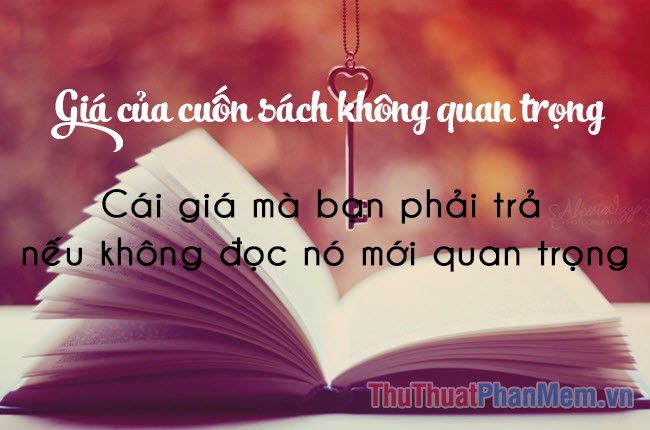 Giá của cuốn sách không quan trọng
Cái giá mà bạn phải trả
nếu không đọc nó mới quan trọng
ThuThuatPhanMem.vn